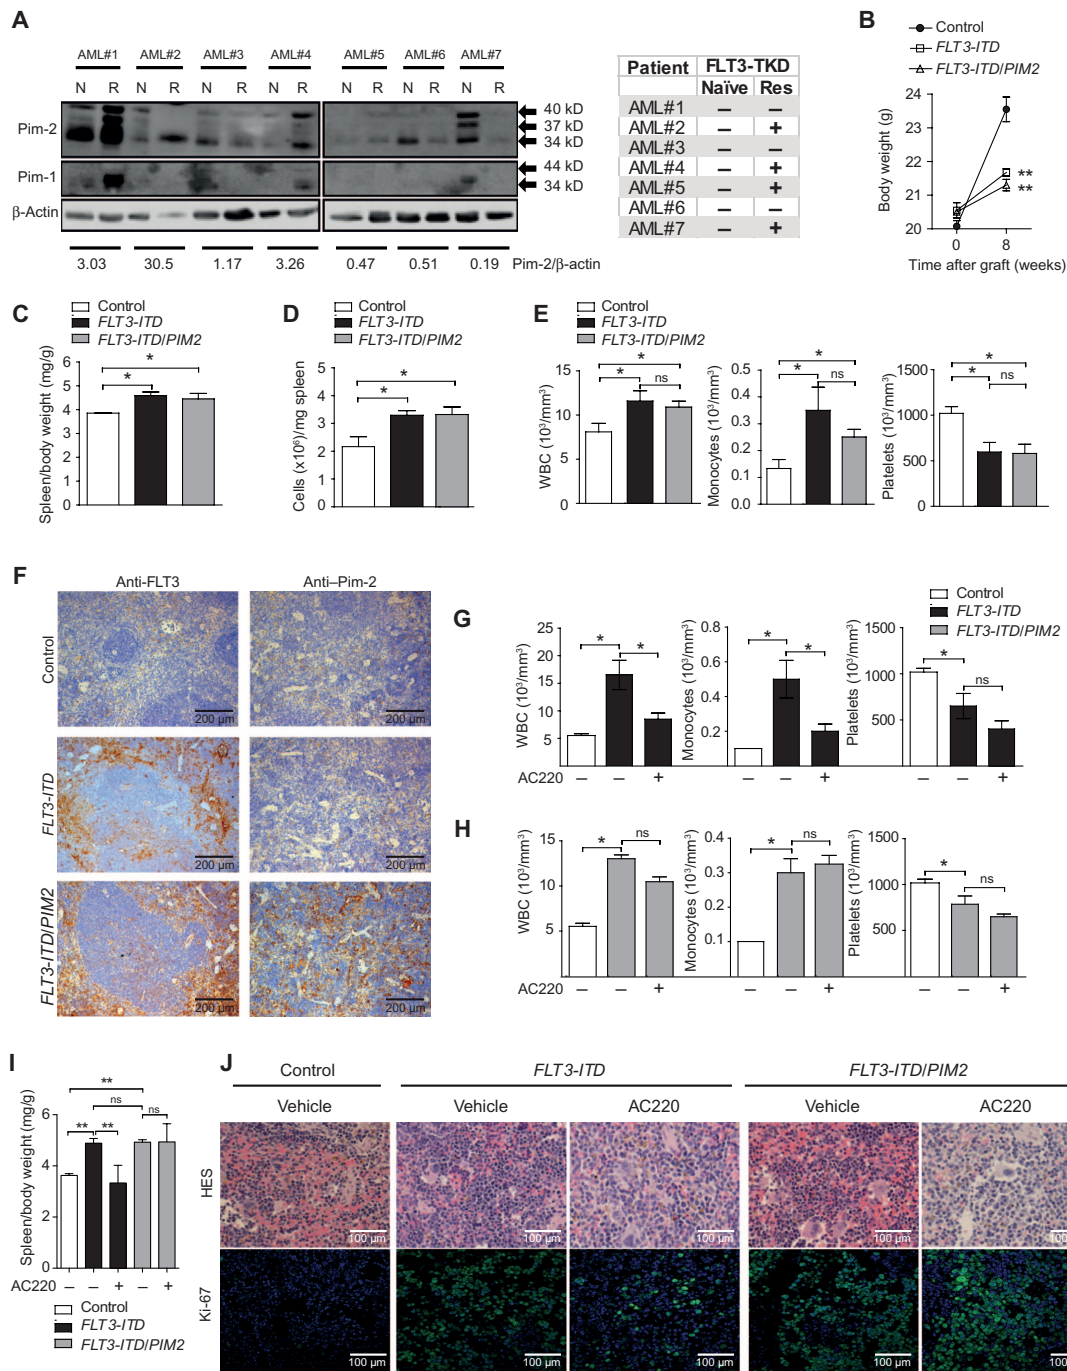 A
AML#1 AML#2 AML#3 AML#4 AML#5 AML#6 AML#7
N R N R N R N R N R N R N R
Pim-2
40 kD
37 kD
34 kD
Pim-1
44 kD
34 kD
β-Actin
3.03 30.5 1.17 3.26 0.47 0.51 0.19 Pim-2/β-actin
Patient FLT3-TKD
Naïve Res
AML#1 – –
AML#2 – +
AML#3 – –
AML#4 – +
AML#5 – +
AML#6 – –
AML#7 – +
B
Control
FLT3-ITD
FLT3-ITD/PIM2
Body weight (g)
24
23
22
21
20
**
**
0 8
Time after graft (weeks)
C
Control
FLT3-ITD
FLT3-ITD/PIM2
Spleen/body weight (mg/g)
6
5
4
3
2
1
0
*
*
D
Control
FLT3-ITD
FLT3-ITD/PIM2
Cells (x10⁶)/mg spleen
5
4
3
2
1
0
*
*
E
Control
FLT3-ITD
FLT3-ITD/PIM2
WBC (10³/mm³)
15
10
5
0
*
* ns
Monocytes (10³/mm³)
0.5
0.4
0.3
0.2
0.1
0.0
*
* ns
Platelets (10³/mm³)
1000
500
0
*
* ns
F
Anti-FLT3 Anti–Pim-2
Control
200 µm 200 µm
FLT3-ITD
200 µm 200 µm
FLT3-ITD/PIM2
200 µm 200 µm
G
Control
FLT3-ITD
FLT3-ITD/PIM2
WBC (10³/mm³)
25
20
15
10
5
* *
Monocytes (10³/mm³)
0.8
0.6
0.4
0.2
* *
Platelets (10³/mm³)
1500
1000
500
* ns
AC220 – – + – – + – – +
H
WBC (10³/mm³)
15
10
5
0
* ns
Monocytes (10³/mm³)
0.4
0.3
0.2
0.1
* ns
Platelets (10³/mm³)
1500
1000
500
* ns
AC220 – – + – – + – – +
I
Spleen/body weight (mg/g)
6
4
2
0
**
ns
** ** ns
AC220 – – + – +
Control
FLT3-ITD
FLT3-ITD/PIM2
J
Control FLT3-ITD FLT3-ITD/PIM2
Vehicle Vehicle AC220 Vehicle AC220
HES
100 µm 100 µm 100 µm 100 µm 100 µm
Ki-67
100 µm 100 µm 100 µm 100 µm 100 µm